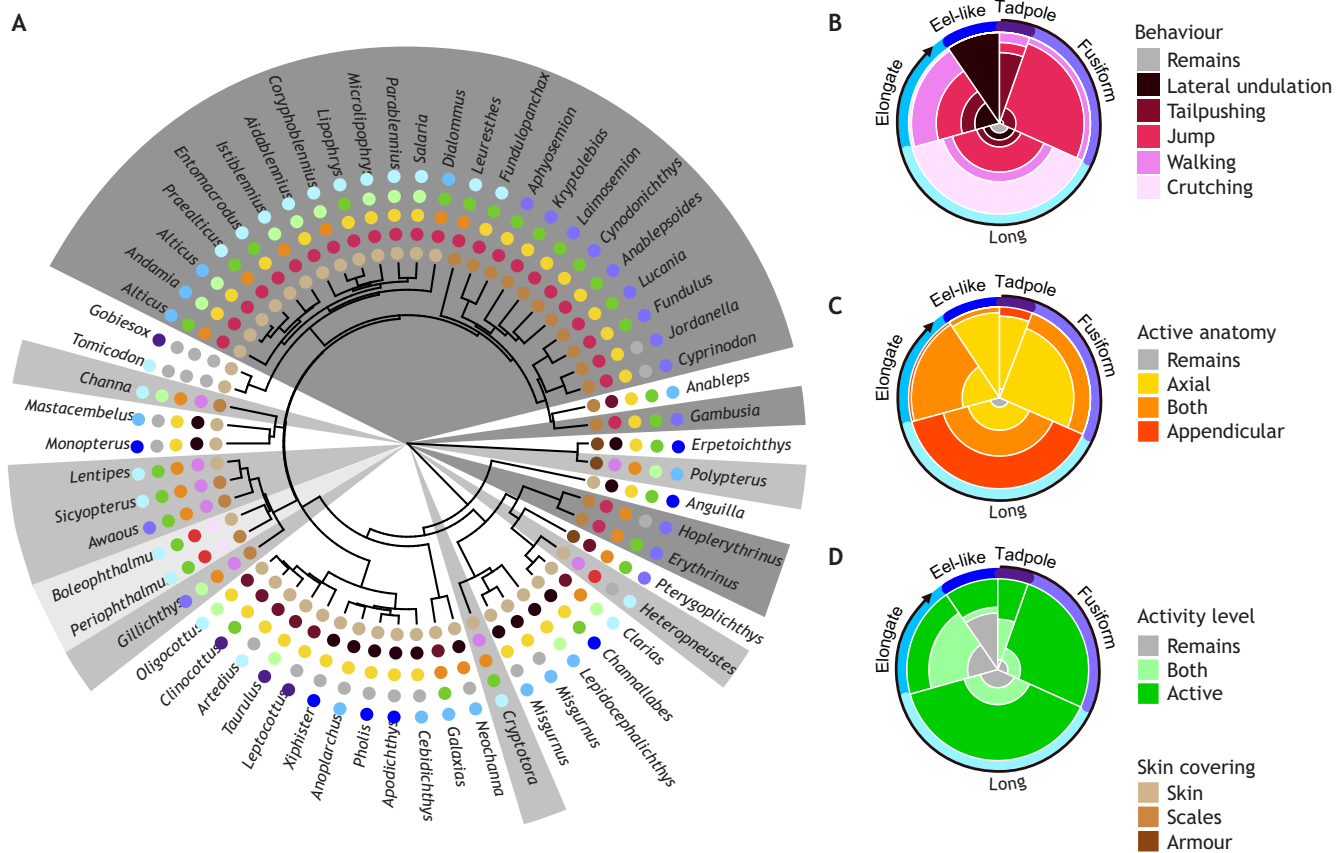 A
Gobiesox
Alticus
Andamia
Alticus
Paealticus
Entomacrodus
Istiblennius
Aidablennius
Coryphoblennius
Lipophrys
Microlipophrys
Parablennius
Salaria
Dialommus
Leuresthes
Fundulopanchax
Aphyosemion
Kryptolebias
Laimosemion
Cynodonichthys
Anablepsoides
Lucania
Fundulus
Jordanella
Cyprinodon
Anableps
Gambusia
Erpetoichthys
Polypterus
Anguilla
Hoplerythrinus
Erythrinus
Pterygoplichthys
Heteropneustes
Clarias
Channallabes
Lepidocephalichthys
Misgurnus
Misgurnus
Cryptotora
Neochanna
Galaxias
Cebidichthys
Apodichthys
Pholis
Anoplarchus
Xiphister
Leptocottus
Taurulus
Artedius
Clinocottus
Oligocottus
Gillichthys
Periophthalmu
Boleophthalmu
Awaous
Sicyopterus
Lentipes
Monopterus
Mastacembelus
Channa
Tomicodon
B
Elongate
Eel-like
Tadpole
Fusiform
Long
Behaviour
Remains
Lateral undulation
Tailpushing
Jump
Walking
Crutching
C
Elongate
Eel-like
Tadpole
Fusiform
Long
Active anatomy
Remains
Axial
Both
Appendicular
D
Elongate
Eel-like
Tadpole
Fusiform
Long
Activity level
Remains
Both
Active
Skin covering
Skin
Scales
Armour